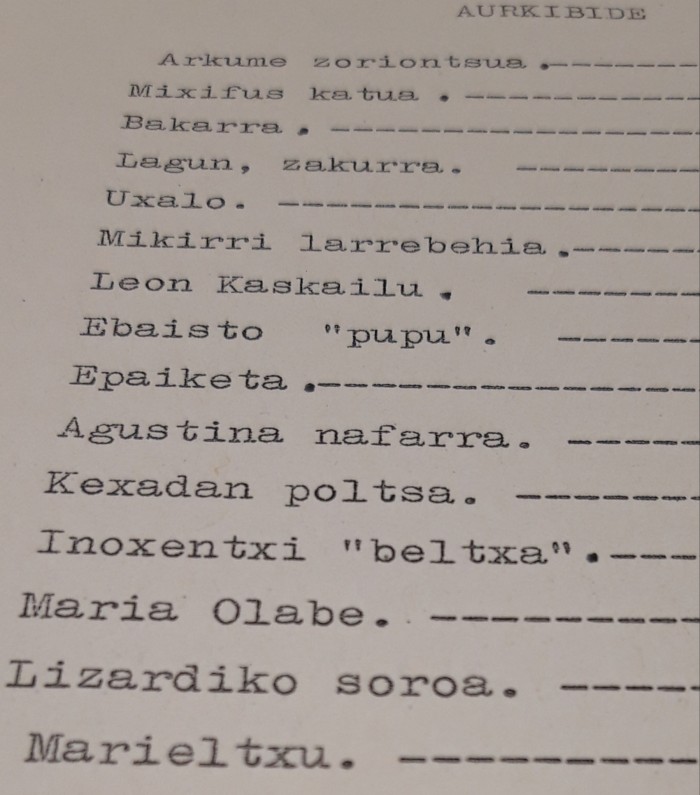 AURKIBIDE
Arkume zoriontsua .-------
Mixifus katua . -----------
Bakarra . ----------------
Lagun, zakurra. --------
Uxalo. ------------------
Mikirri larrebehia .-----
Leon Kaskailu . -------
Ebaisto "pupu". ------
Epaiketa .--------------
Agustina nafarra. -----
Kexadan poltsa. -------
Inoxentxi "beltxa".---
Maria Olabe. ---------
Lizardiko soroa. -----
Marieltxu. ----------